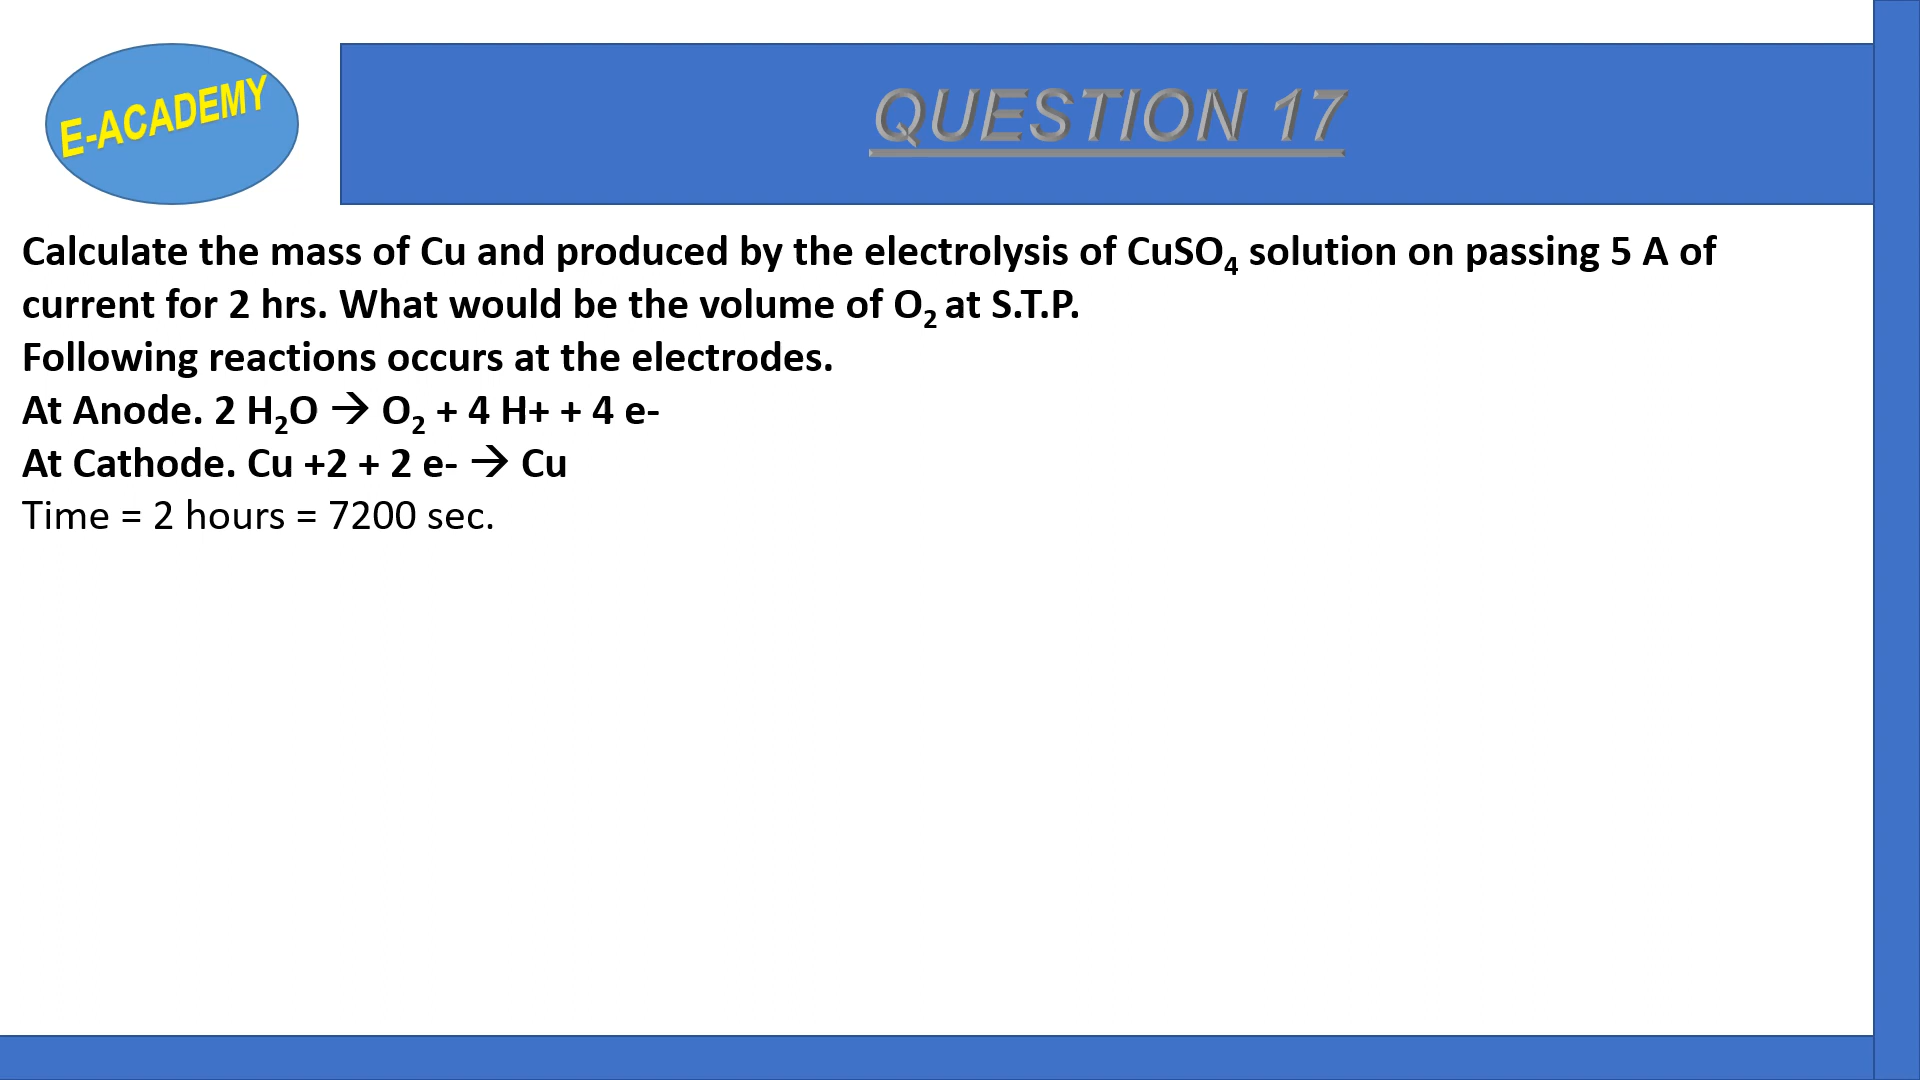 E-ACADEMY
QUESTION 17
Calculate the mass of Cu and produced by the electrolysis of CuSO₄ solution on passing 5 A of
current for 2 hrs. What would be the volume of O₂ at S.T.P.
Following reactions occurs at the electrodes.
At Anode. 2 H₂O → O₂ + 4 H+ + 4 e-
At Cathode. Cu +2 + 2 e- → Cu
Time = 2 hours = 7200 sec.